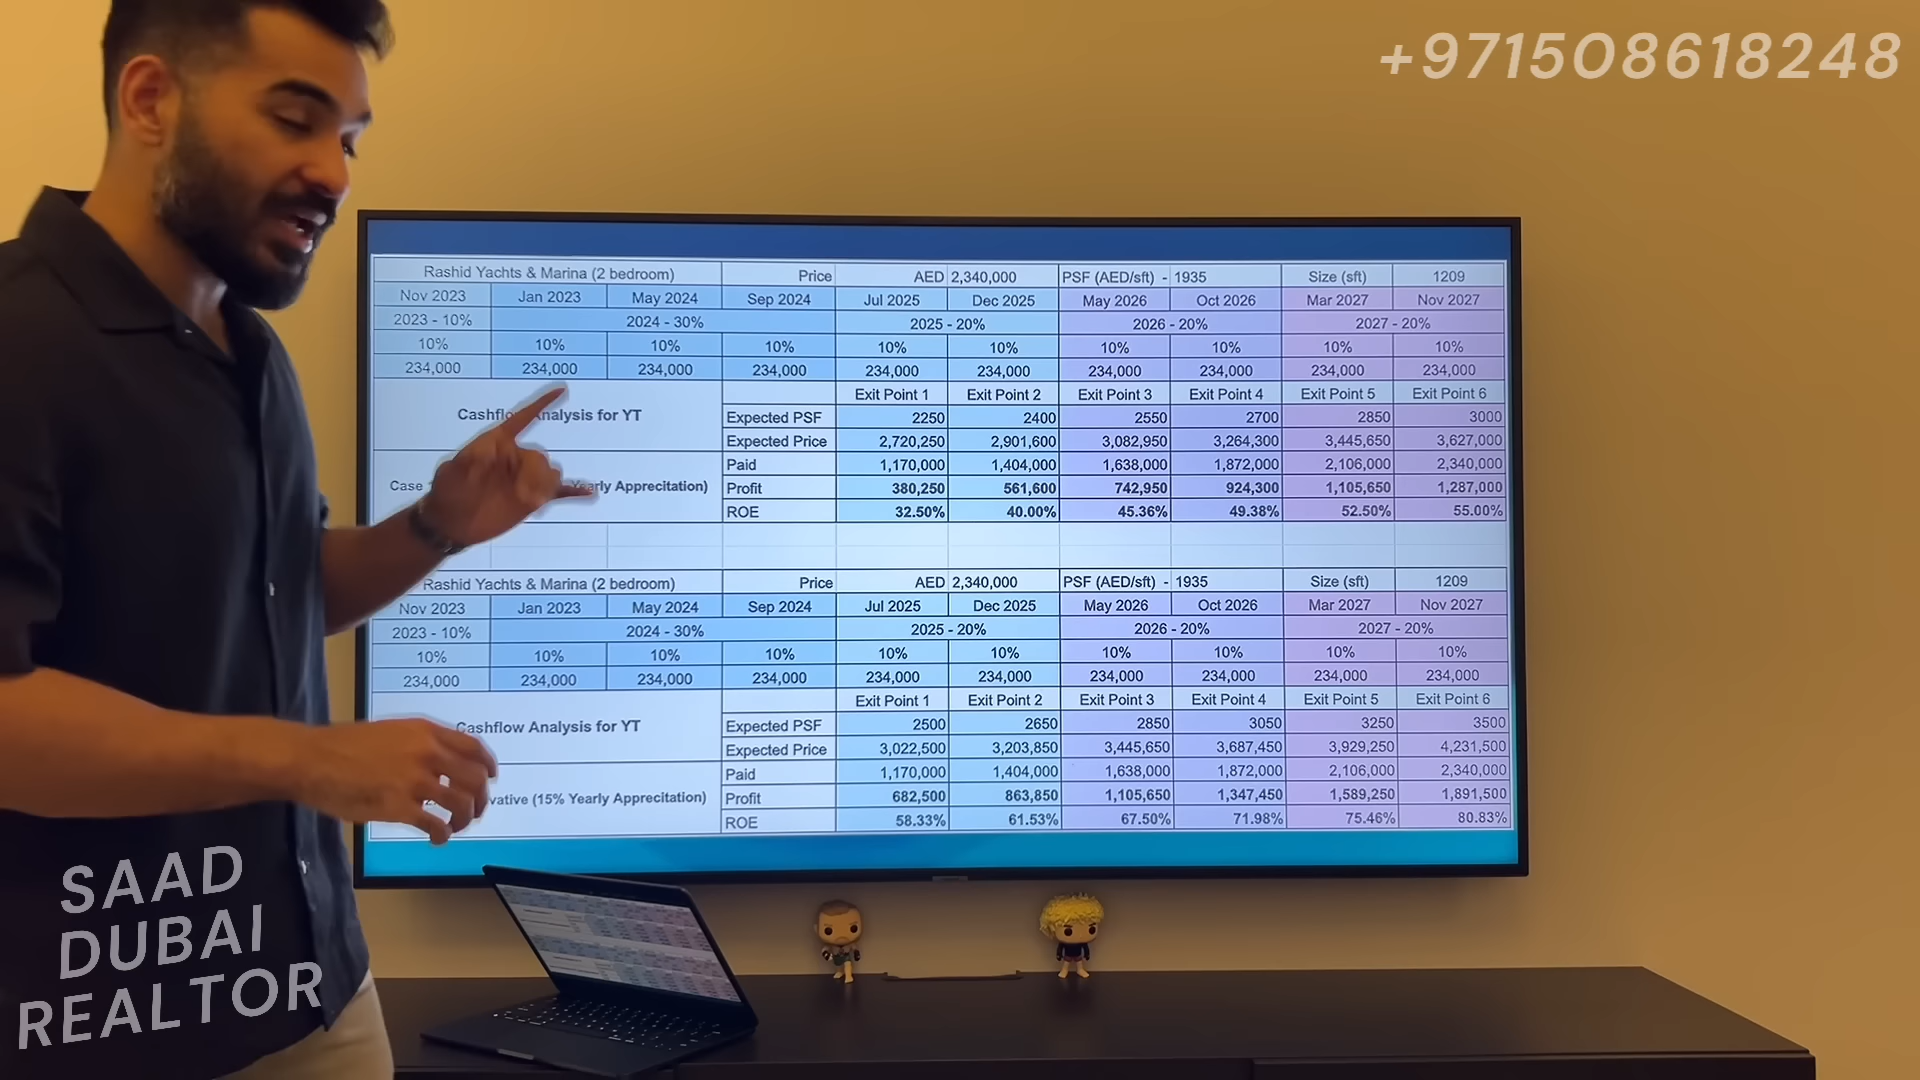 +971508618248
Rashid Yachts & Marina (2 bedroom) Price AED 2,340,000 PSF (AED/sft) - 1935 Size (sft) 1209
Nov 2023 Jan 2023 May 2024 Sep 2024 Jul 2025 Dec 2025 May 2026 Oct 2026 Mar 2027 Nov 2027
2023 - 10% 2024 - 30% 2025 - 20% 2026 - 20% 2027 - 20%
10% 10% 10% 10% 10% 10% 10% 10% 10% 10%
234,000 234,000 234,000 234,000 234,000 234,000 234,000 234,000 234,000 234,000
Exit Point 1 Exit Point 2 Exit Point 3 Exit Point 4 Exit Point 5 Exit Point 6
Cashflow Analysis for YT
Expected PSF 2250 2400 2550 2700 2850 3000
Expected Price 2,720,250 2,901,600 3,082,950 3,264,300 3,445,650 3,627,000
Paid 1,170,000 1,404,000 1,638,000 1,872,000 2,106,000 2,340,000
Case Yearly Apprecitation) Profit 380,250 561,600 742,950 924,300 1,105,650 1,287,000
ROE 32.50% 40.00% 45.36% 49.38% 52.50% 55.00%
Rashid Yachts & Marina (2 bedroom) Price AED 2,340,000 PSF (AED/sft) - 1935 Size (sft) 1209
Nov 2023 Jan 2023 May 2024 Sep 2024 Jul 2025 Dec 2025 May 2026 Oct 2026 Mar 2027 Nov 2027
2023 - 10% 2024 - 30% 2025 - 20% 2026 - 20% 2027 - 20%
10% 10% 10% 10% 10% 10% 10% 10% 10% 10%
234,000 234,000 234,000 234,000 234,000 234,000 234,000 234,000 234,000 234,000
Exit Point 1 Exit Point 2 Exit Point 3 Exit Point 4 Exit Point 5 Exit Point 6
Cashflow Analysis for YT
Expected PSF 2500 2650 2850 3050 3250 3500
Expected Price 3,022,500 3,203,850 3,445,650 3,687,450 3,929,250 4,231,500
Paid 1,170,000 1,404,000 1,638,000 1,872,000 2,106,000 2,340,000
vative (15% Yearly Apprecitation) Profit 682,500 863,850 1,105,650 1,347,450 1,589,250 1,891,500
ROE 58.33% 61.53% 67.50% 71.98% 75.46% 80.83%
SAAD
DUBAI
REALTOR